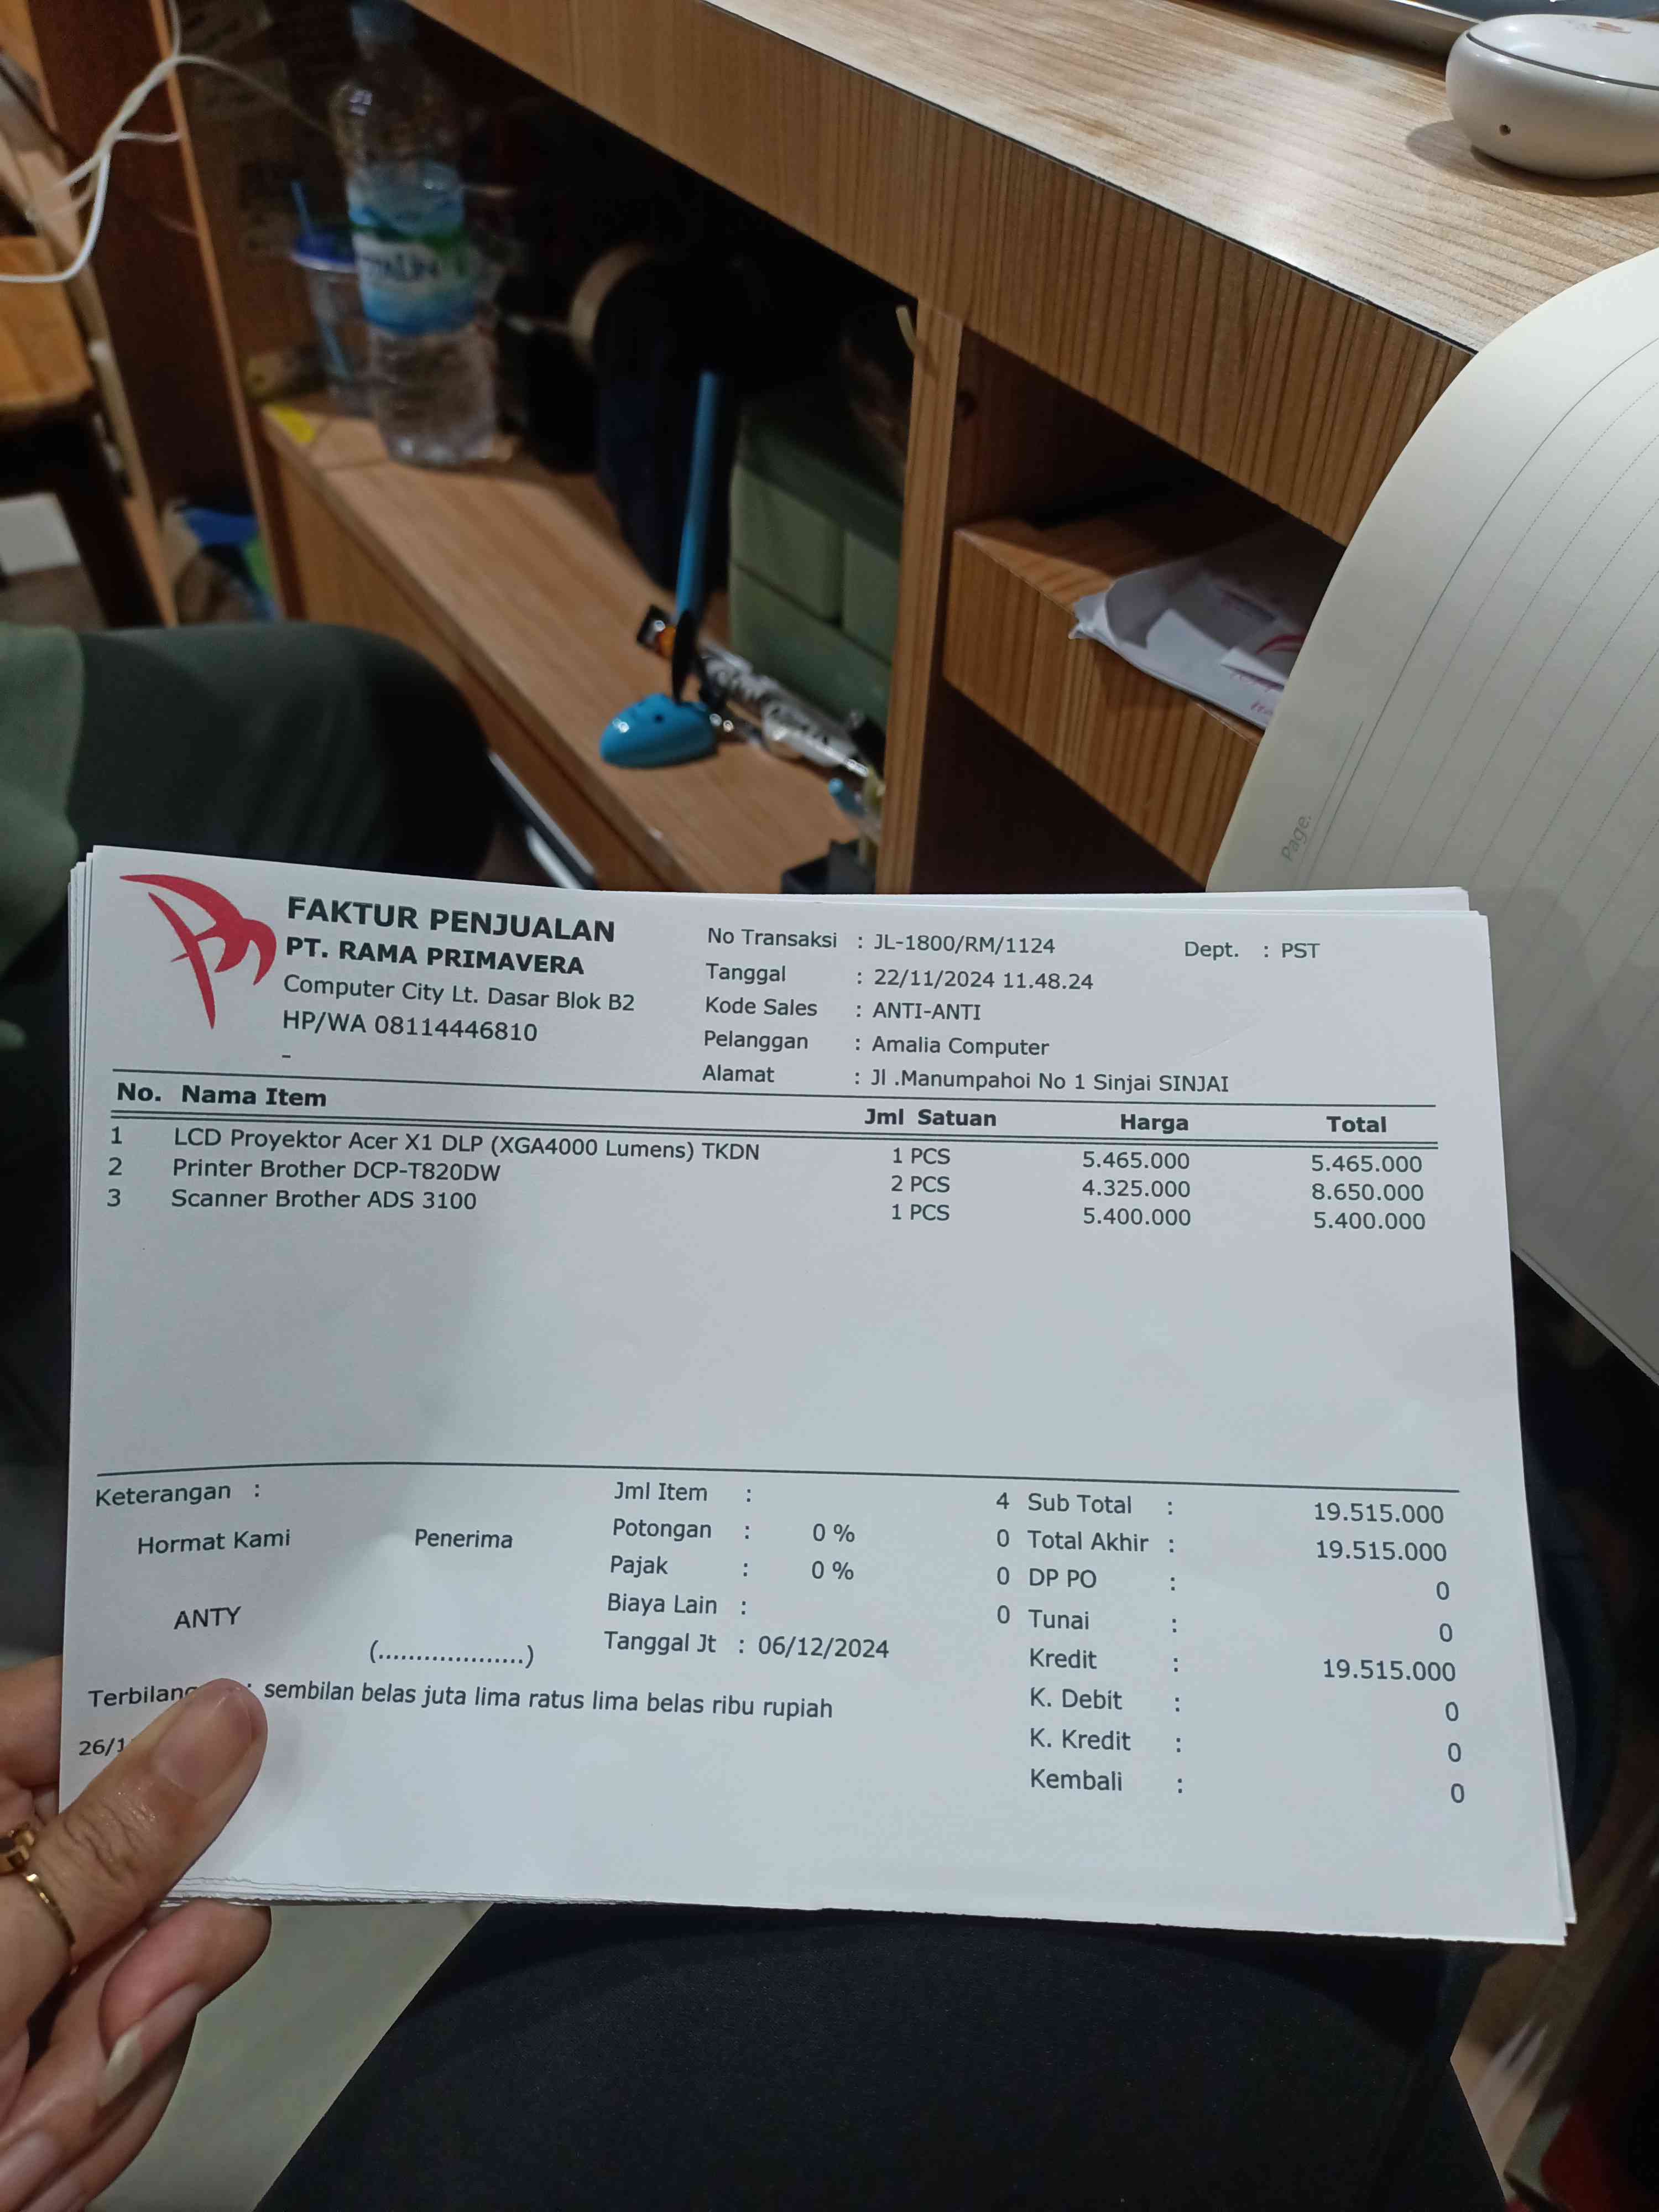 FAKTUR PENJUALAN
PT. RAMA PRIMAVERA
Computer City Lt. Dasar Blok B2
HP/WA 08114446810
-
No Transaksi : JL-1800/RM/1124 Dept. : PST
Tanggal : 22/11/2024 11.48.24
Kode Sales : ANTI-ANTI
Pelanggan : Amalia Computer
Alamat : Jl .Manumpahoi No 1 Sinjai SINJAI
No. Nama Item Jml Satuan Harga Total
1 LCD Proyektor Acer X1 DLP (XGA4000 Lumens) TKDN 1 PCS 5.465.000 5.465.000
2 Printer Brother DCP-T820DW 2 PCS 4.325.000 8.650.000
3 Scanner Brother ADS 3100 1 PCS 5.400.000 5.400.000
Keterangan :
Hormat Kami Penerima
ANTY
(...................)
Jml Item : 4
Potongan : 0 % 0
Pajak : 0 % 0
Biaya Lain : 0
Tanggal Jt : 06/12/2024
Sub Total : 19.515.000
Total Akhir : 19.515.000
DP PO : 0
Tunai : 0
Kredit : 19.515.000
K. Debit : 0
K. Kredit : 0
Kembali : 0
Terbilang : sembilan belas juta lima ratus lima belas ribu rupiah
26/1
Page.